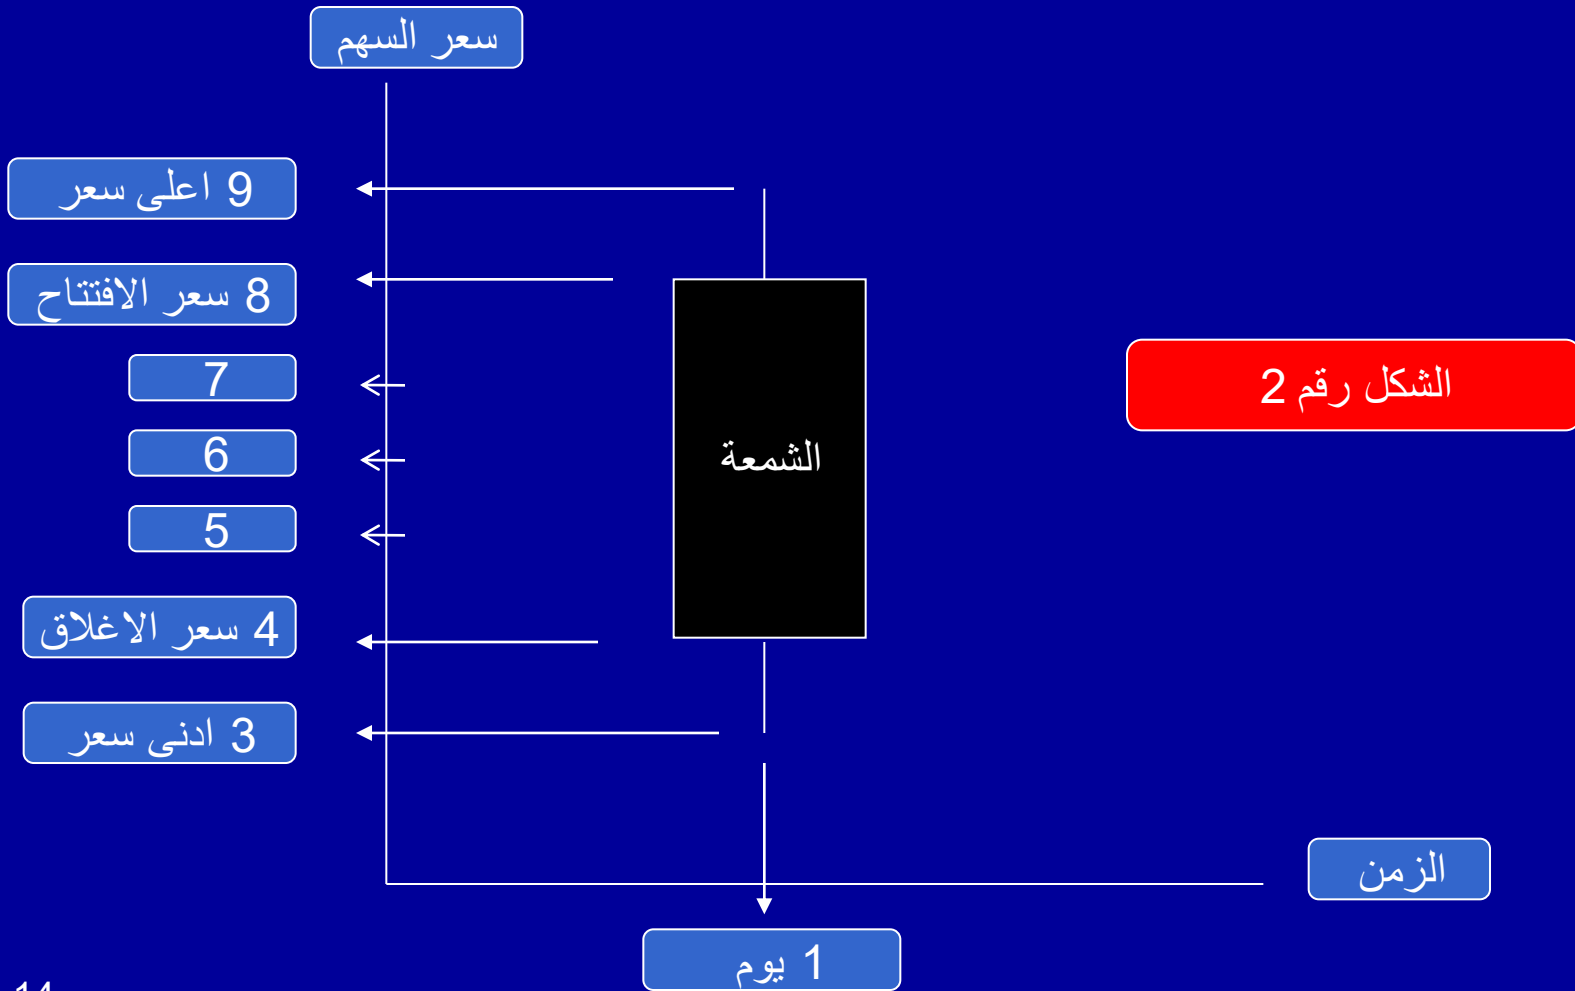 سعر السهم
9 اعلى سعر
8 سعر الافتتاح
7
الشكل رقم 2
6
الشمعة
5
4 سعر الاغلاق
3 ادنى سعر
الزمن
1 يوم
14